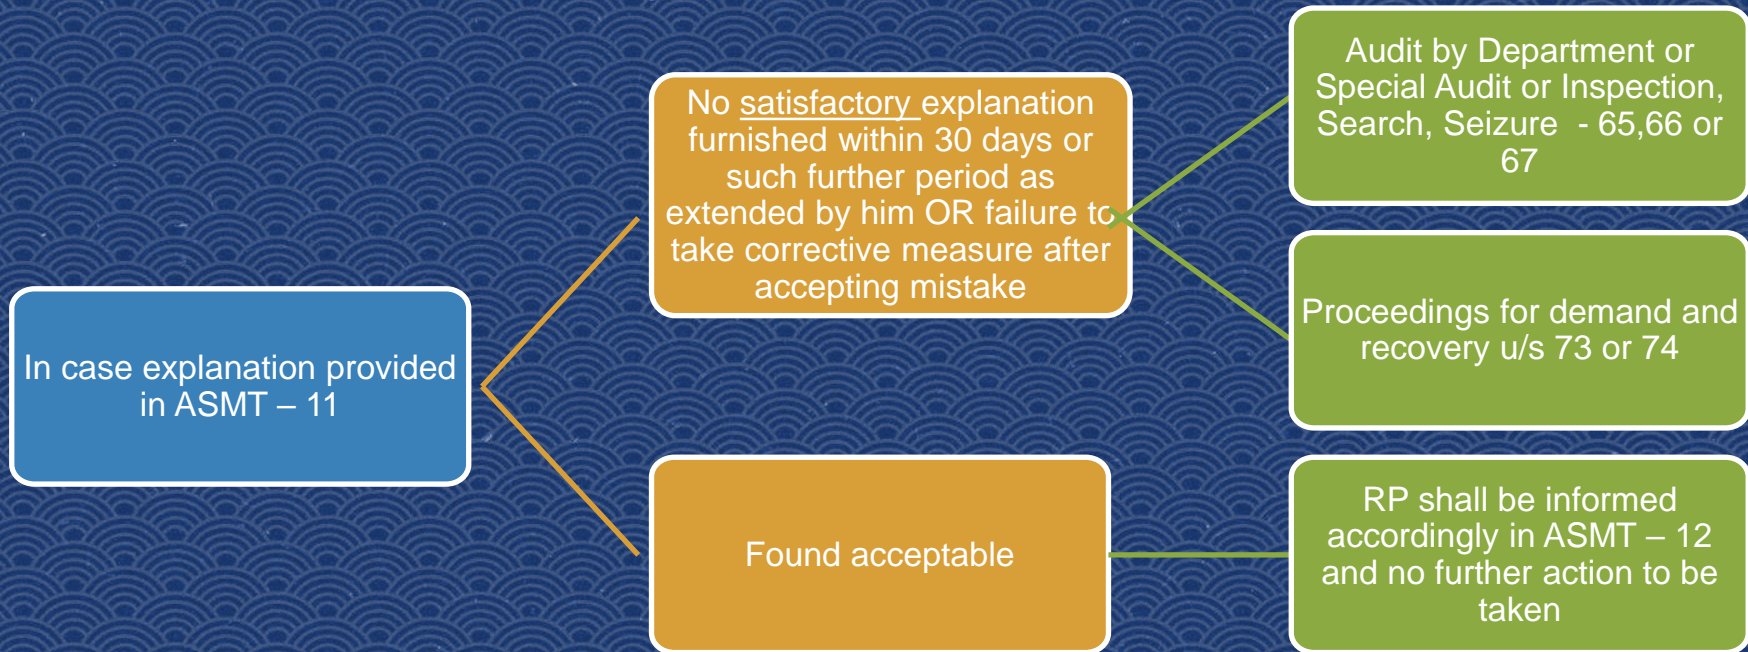 In case explanation provided
in ASMT – 11
No satisfactory explanation
furnished within 30 days or
such further period as
extended by him OR failure to
take corrective measure after
accepting mistake
Found acceptable
Audit by Department or
Special Audit or Inspection,
Search, Seizure - 65,66 or
67
Proceedings for demand and
recovery u/s 73 or 74
RP shall be informed
accordingly in ASMT – 12
and no further action to be
taken